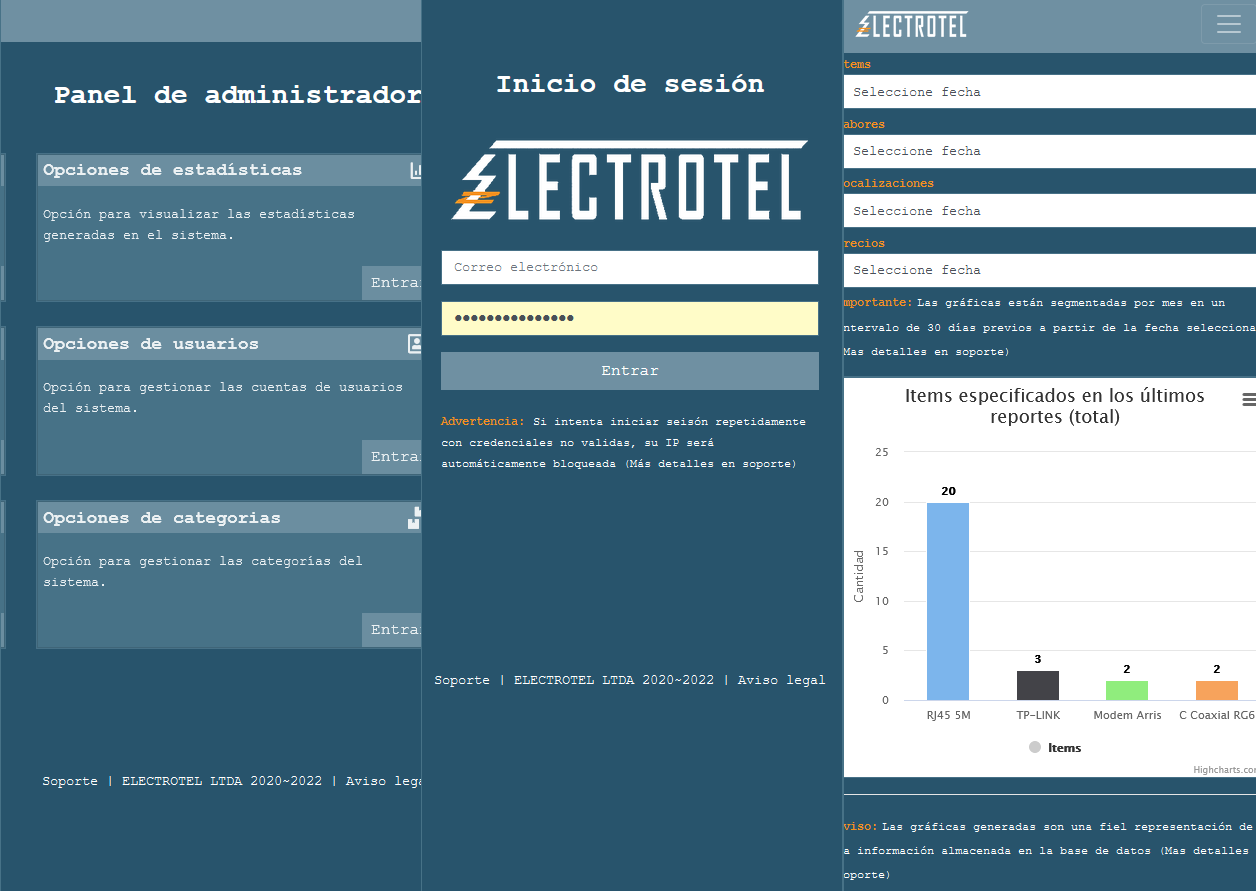 Panel de administrador
Opciones de estadísticas
Opción para visualizar las estadísticas
generadas en el sistema.
Entrar
Opciones de usuarios
Opción para gestionar las cuentas de usuarios
del sistema.
Entrar
Opciones de categorias
Opción para gestionar las categorías del
sistema.
Entrar
Soporte | ELECTROTEL LTDA 2020~2022 | Aviso lega
Inicio de sesión
ELECTROTEL
Correo electrónico
•••••••••••••••
Entrar
Advertencia: Si intenta iniciar seisón repetidamente
con credenciales no validas, su IP será
automáticamente bloqueada (Más detalles en soporte)
Soporte | ELECTROTEL LTDA 2020~2022 | Aviso legal
ELECTROTEL
tems
Seleccione fecha
abores
Seleccione fecha
ocalizaciones
Seleccione fecha
recios
Seleccione fecha
mportante: Las gráficas están segmentadas por mes en un
ntervalo de 30 días previos a partir de la fecha selecciona
Mas detalles en soporte)
Items especificados en los últimos
reportes (total)
Cantidad
25
20
15
10
5
0
20
3
2
2
RJ45 5M
TP-LINK
Modem Arris
C Coaxial RG6
Items
Highcharts.com
viso: Las gráficas generadas son una fiel representación de
a información almacenada en la base de datos (Mas detalles
oporte)